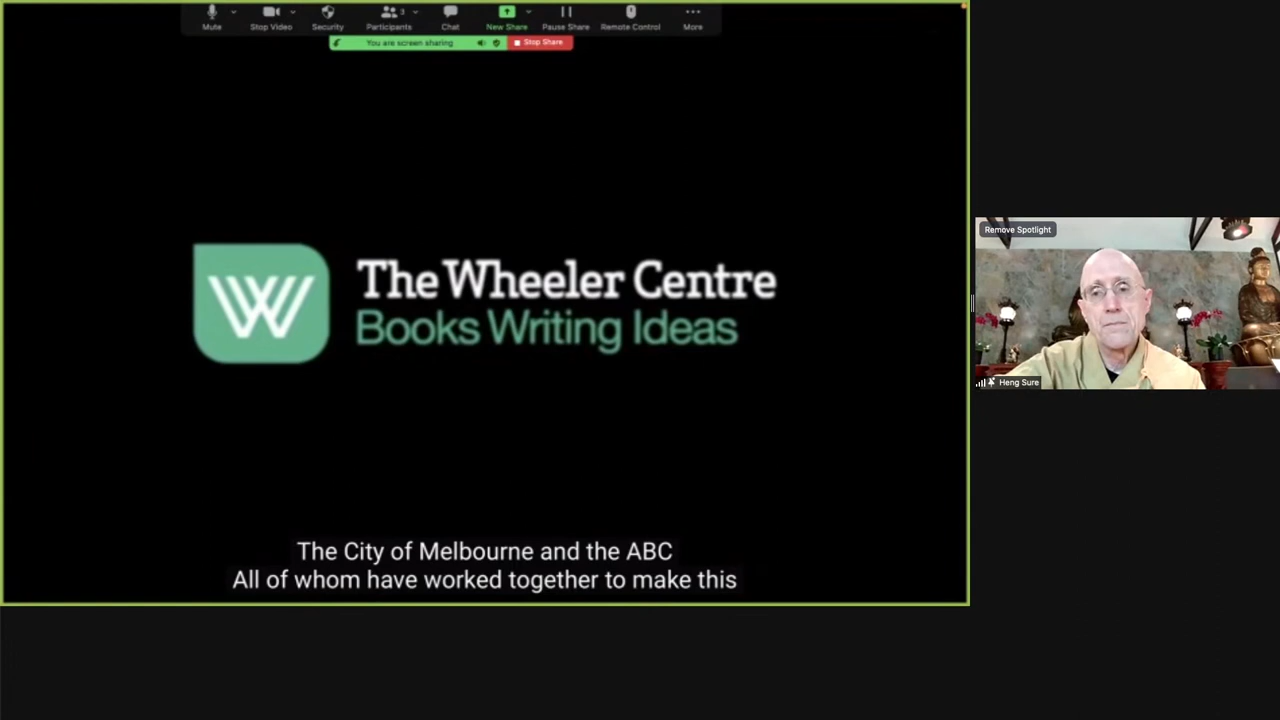 Mute
Stop Video
Security
Participants
3
Chat
New Share
Pause Share
Remote Control
More
You are screen sharing
Stop Share
W
The Wheeler Centre
Books Writing Ideas
The City of Melbourne and the ABC
All of whom have worked together to make this
Remove Spotlight
Heng Sure